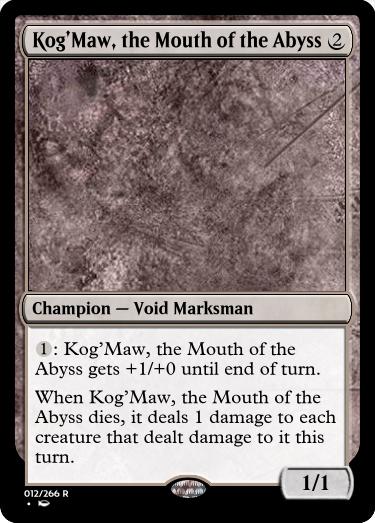 Kog'Maw, the Mouth of the Abyss 2
Champion — Void Marksman
1: Kog'Maw, the Mouth of the
Abyss gets +1/+0 until end of turn.
When Kog'Maw, the Mouth of the
Abyss dies, it deals 1 damage to each
creature that dealt damage to it this
turn.
1/1
012/266 R